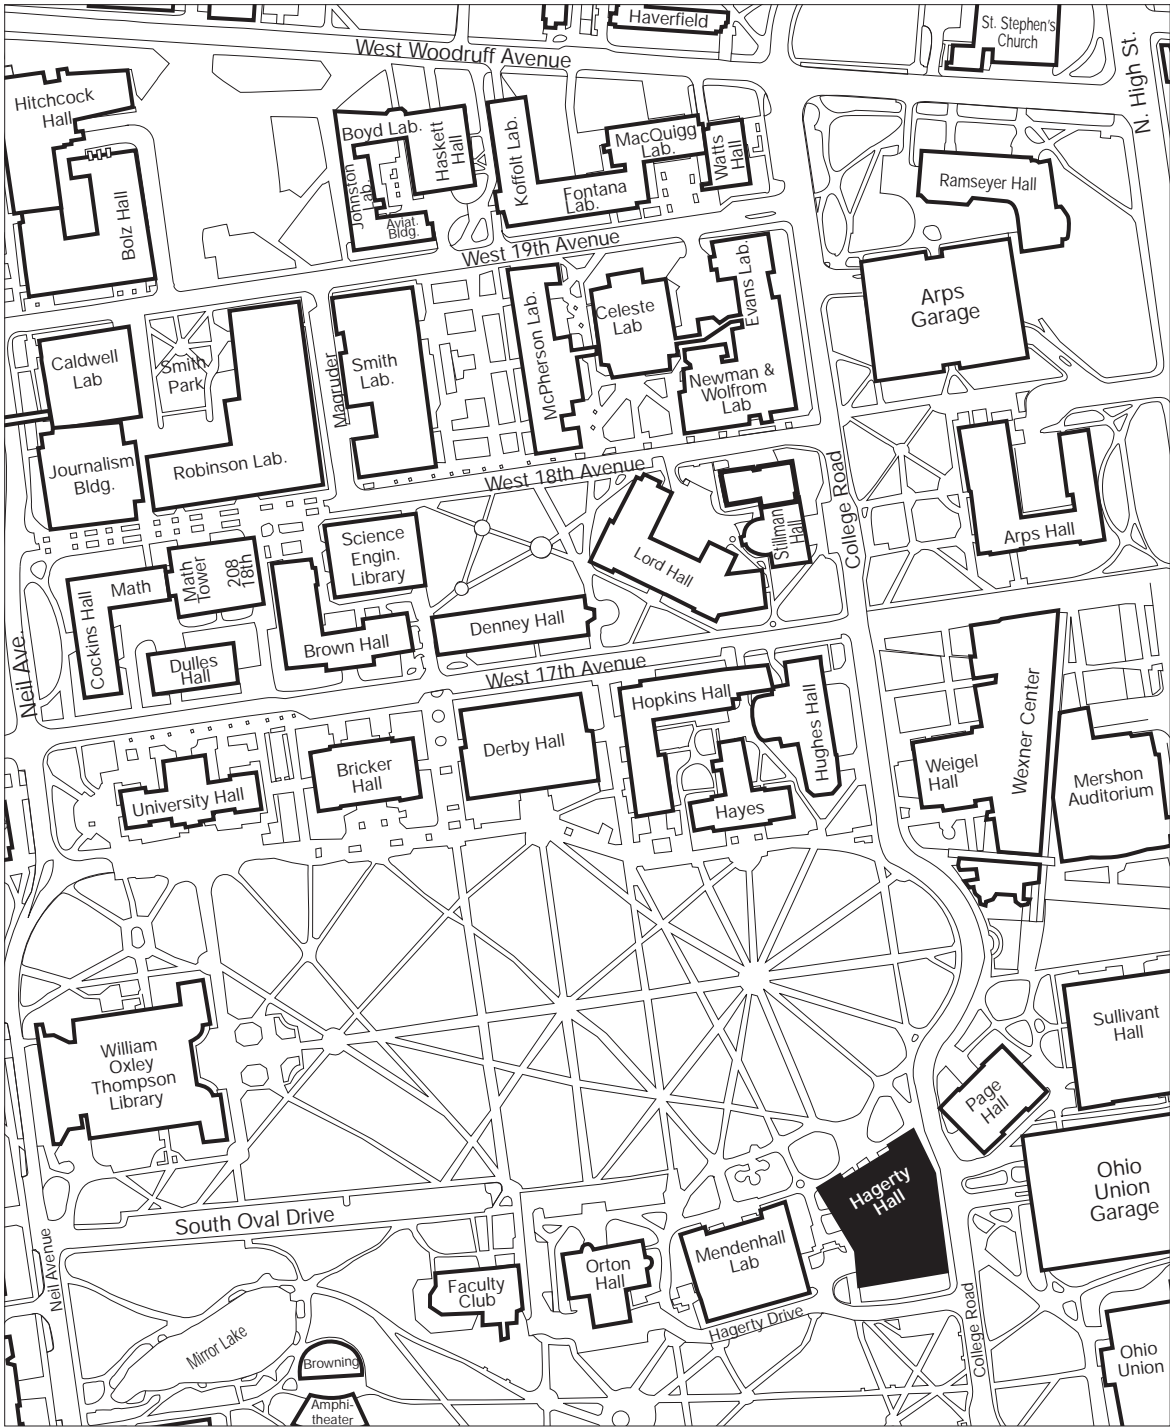 Haverfield
St. Stephen's
Church
West Woodruff Avenue
N. High St.
Hitchcock
Hall
Boyd Lab.
Haskett
Hall
Koffolt Lab.
MacQuigg
Lab.
Watts
Hall
Johnston
Lab.
Fontana
Lab.
Aviat.
Bldg.
Ramseyer Hall
Bolz Hall
West 19th Avenue
Evans Lab.
Arps
Garage
McPherson Lab.
Celeste
Lab
Caldwell
Lab
Smith
Park
Magruder
Smith
Lab.
Newman &
Wolfrom
Lab
Journalism
Bldg.
Robinson Lab.
West 18th Avenue
College Road
Stillman
Hall
Arps Hall
Science
Engin.
Library
Lord Hall
Math
Math
Tower
208
18th
Cockins Hall
Denney Hall
Brown Hall
Dulles
Hall
Neil Ave.
West 17th Avenue
Hopkins Hall
Hughes Hall
Wexner Center
Derby Hall
Bricker
Hall
Weigel
Hall
Mershon
Auditorium
University Hall
Hayes
William
Oxley
Thompson
Library
Sullivant
Hall
Page
Hall
Hagerty
Hall
Ohio
Union
Garage
South Oval Drive
Neil Avenue
Mendenhall
Lab
Orton
Hall
Faculty
Club
Hagerty Drive
College Road
Mirror Lake
Browning
Amphi-
theater
Ohio
Union